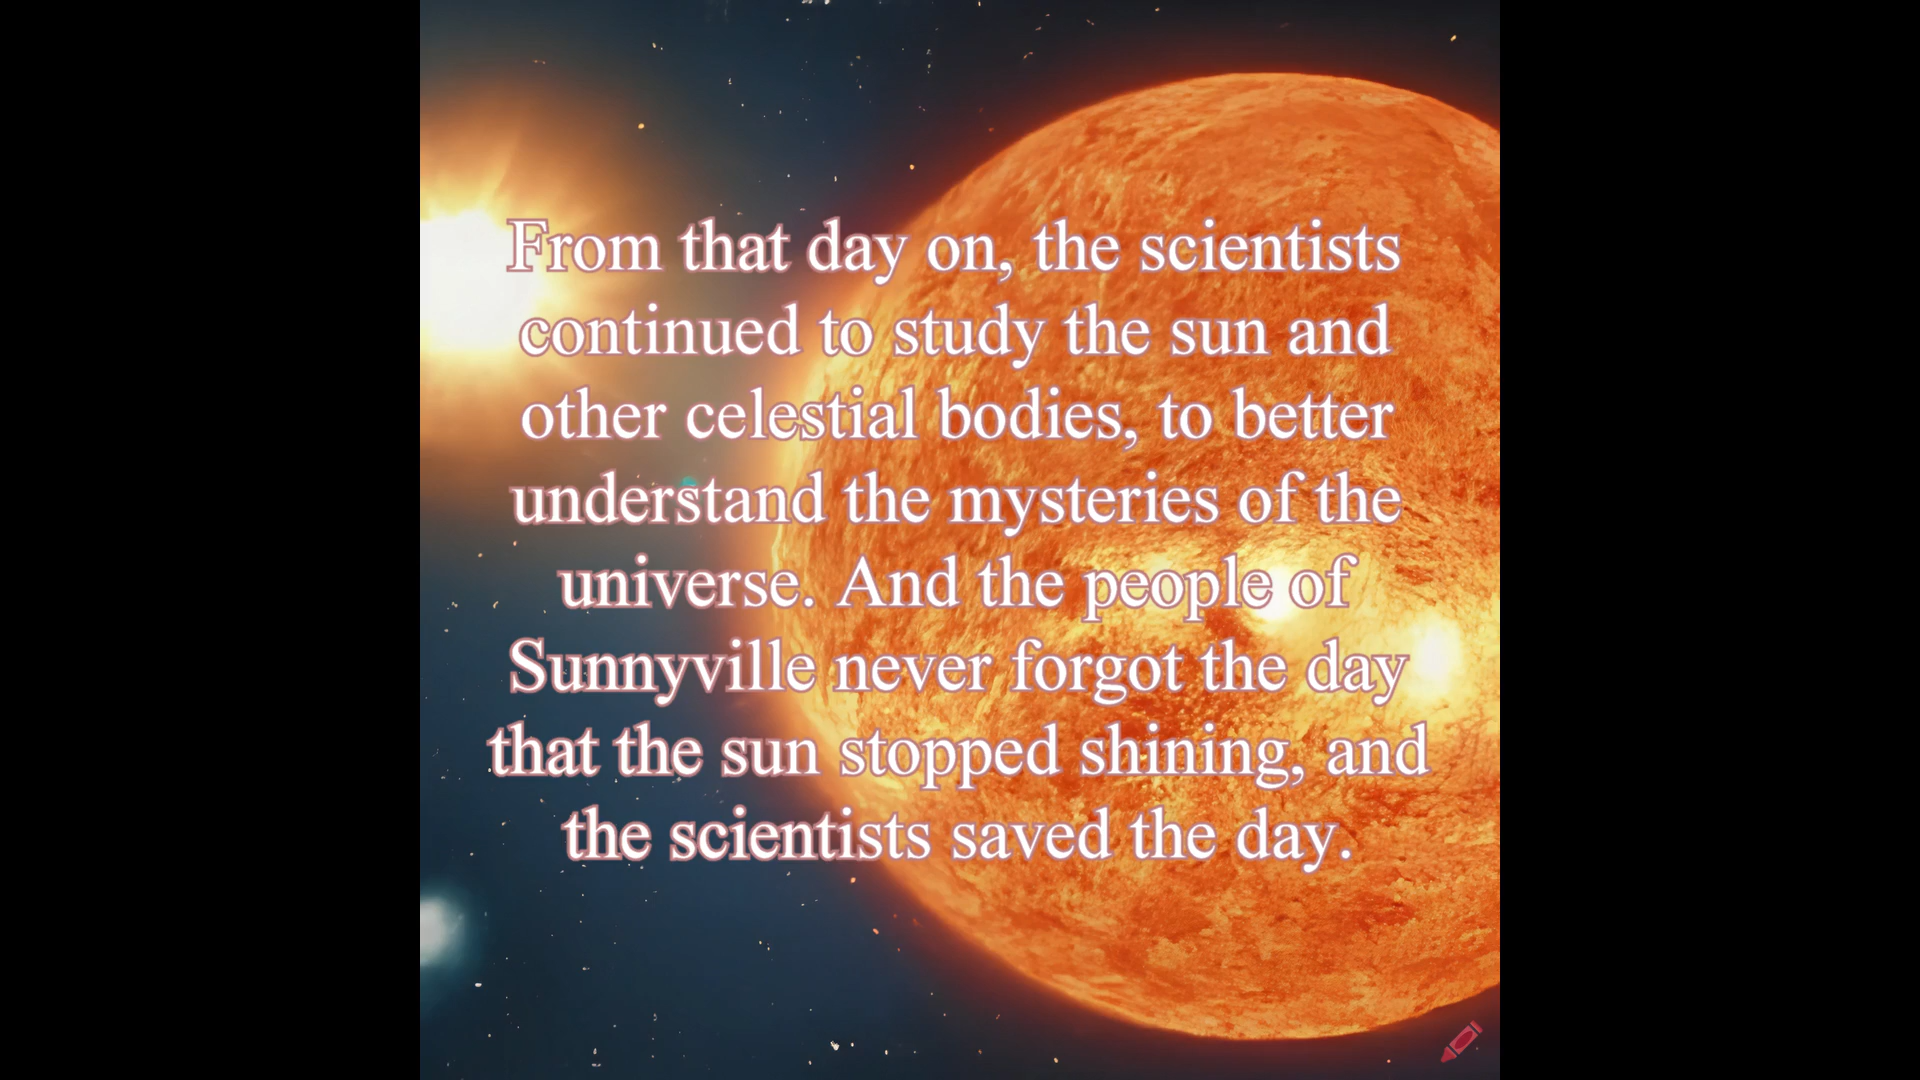 From that day on, the scientists
continued to study the sun and
other celestial bodies, to better
understand the mysteries of the
universe. And the people of
Sunnyville never forgot the day
that the sun stopped shining, and
the scientists saved the day.